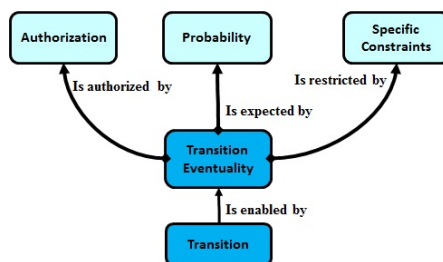 Authorization
Probability
Specific
Constraints
Is authorized by
Is restricted by
Is expected by
Transition
Eventuality
Is enabled by
Transition